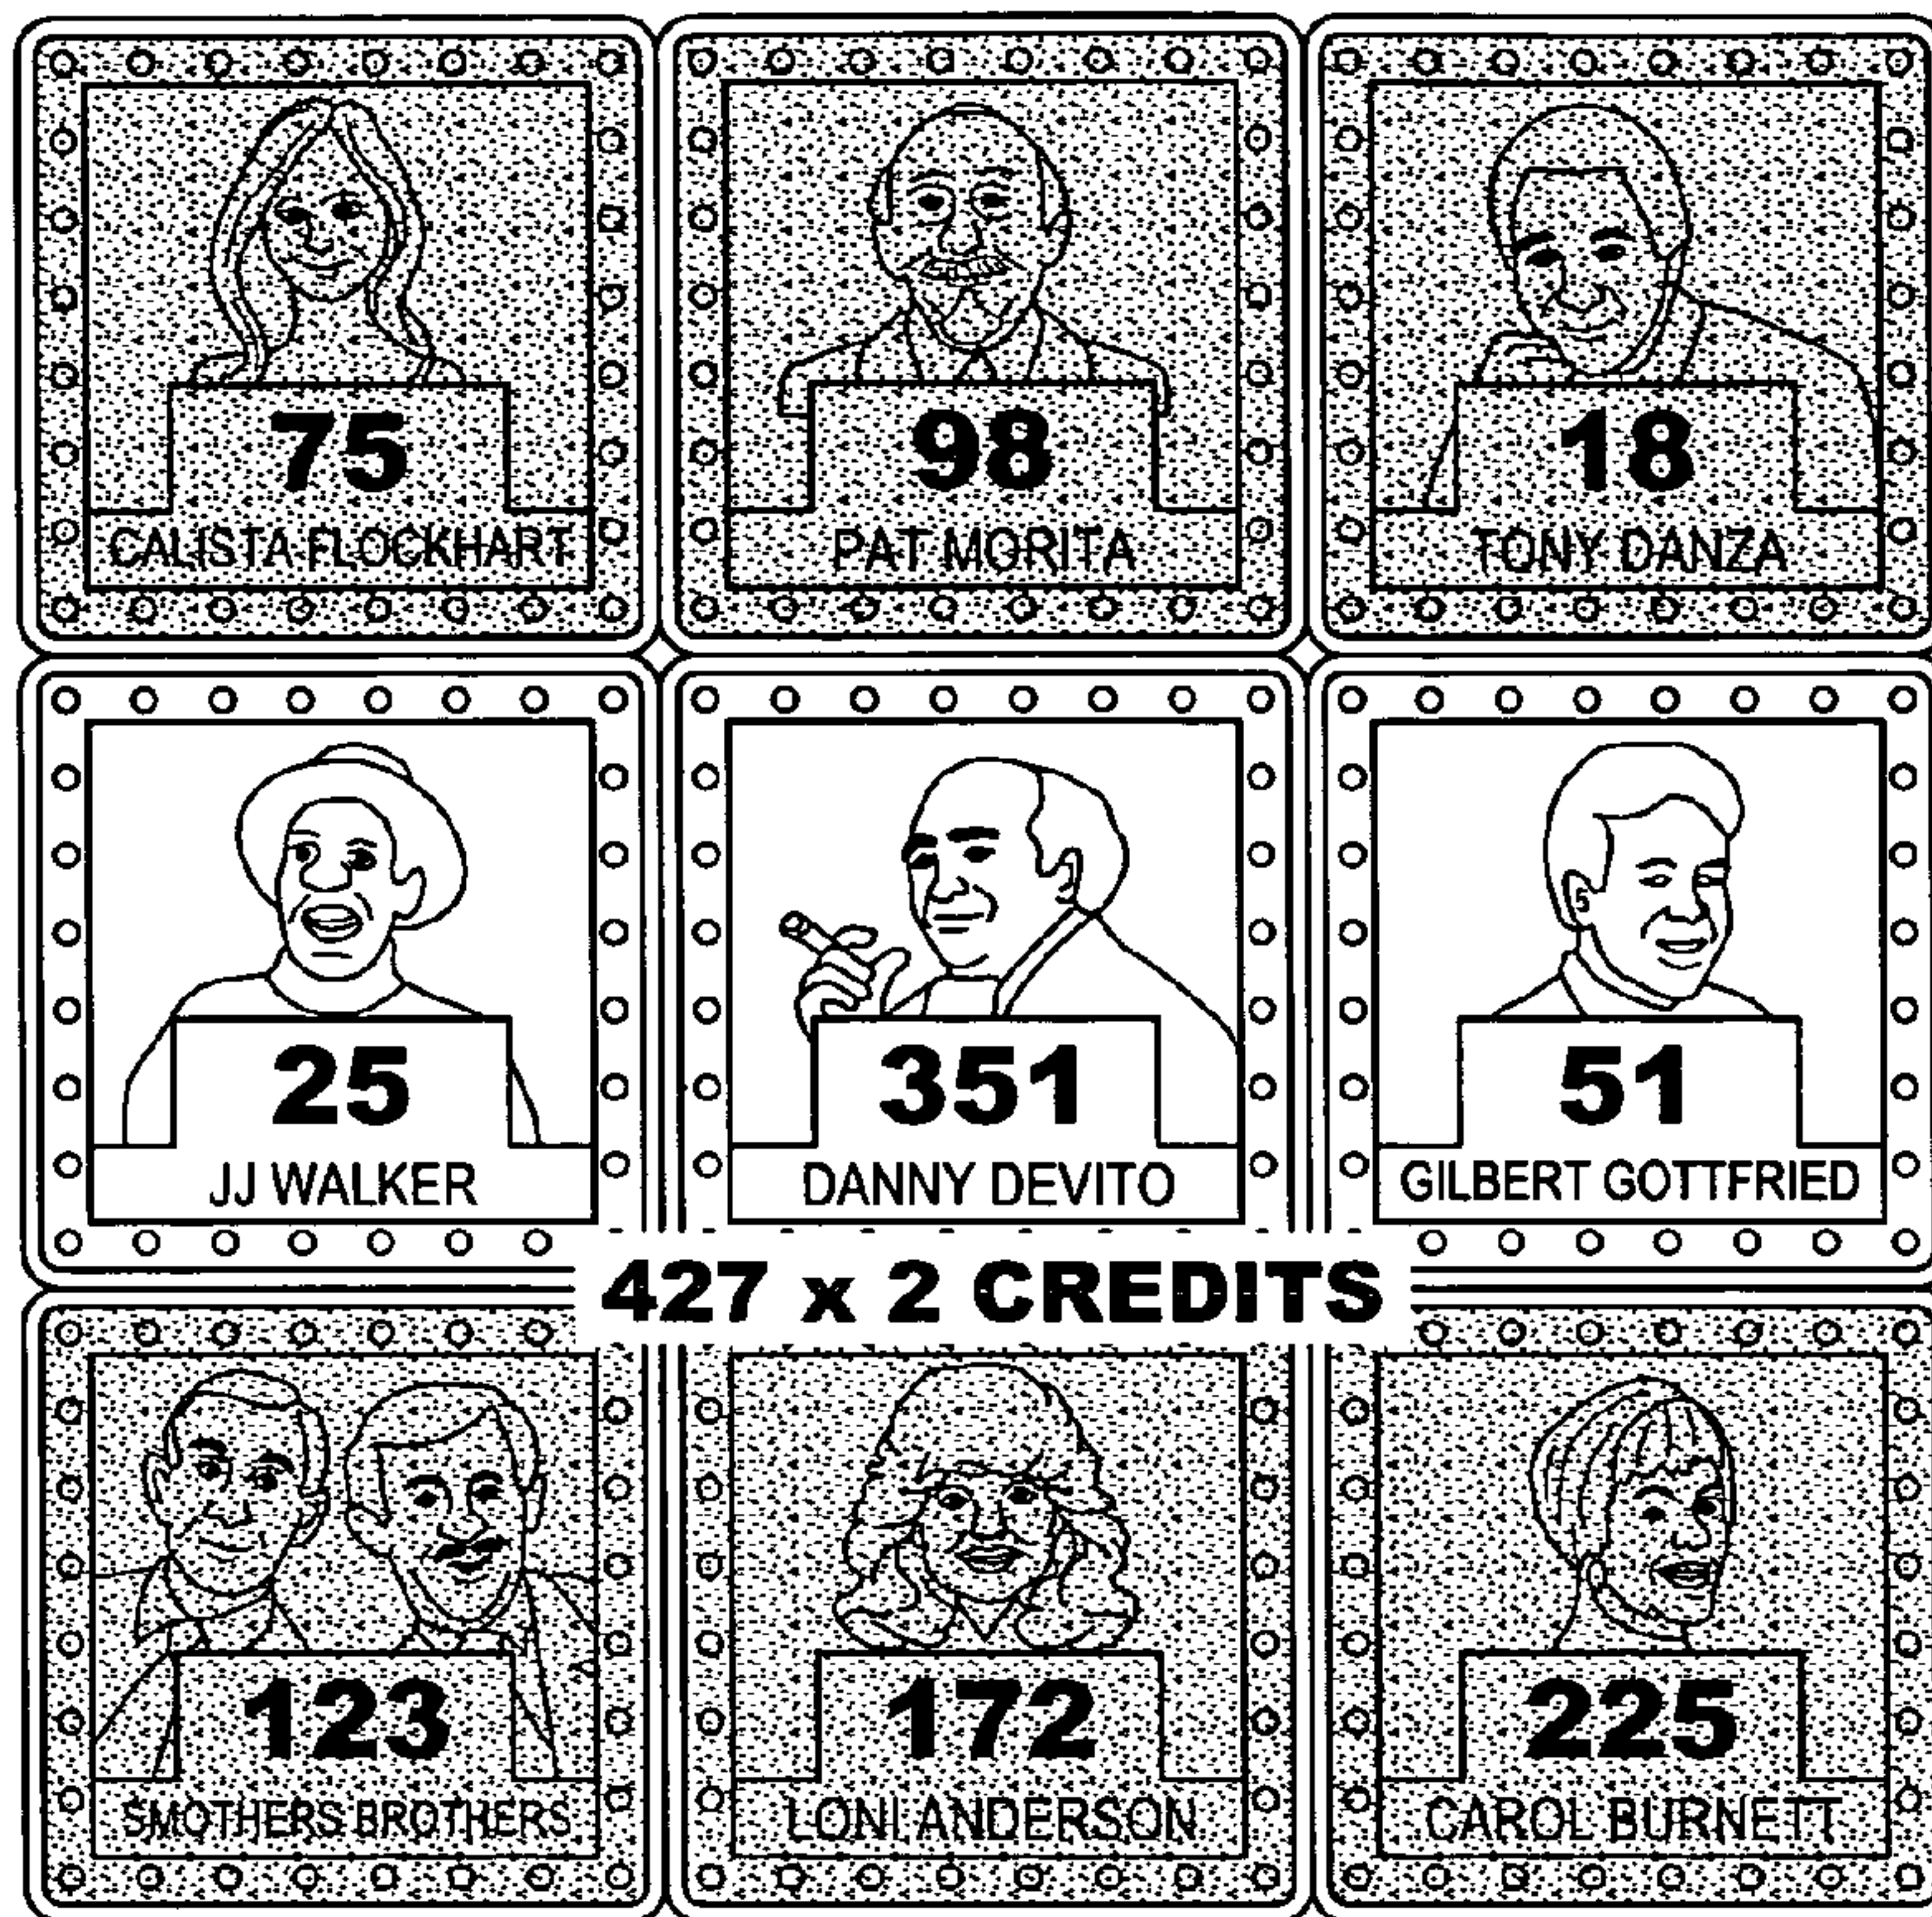 75
CALISTA FLOCKHART
98
PAT MORITA
18
TONY DANZA
25
JJ WALKER
351
DANNY DEVITO
51
GILBERT GOTTFRIED
427 x 2 CREDITS
123
SMOTHERS BROTHERS
172
LONI ANDERSON
225
CAROL BURNETT